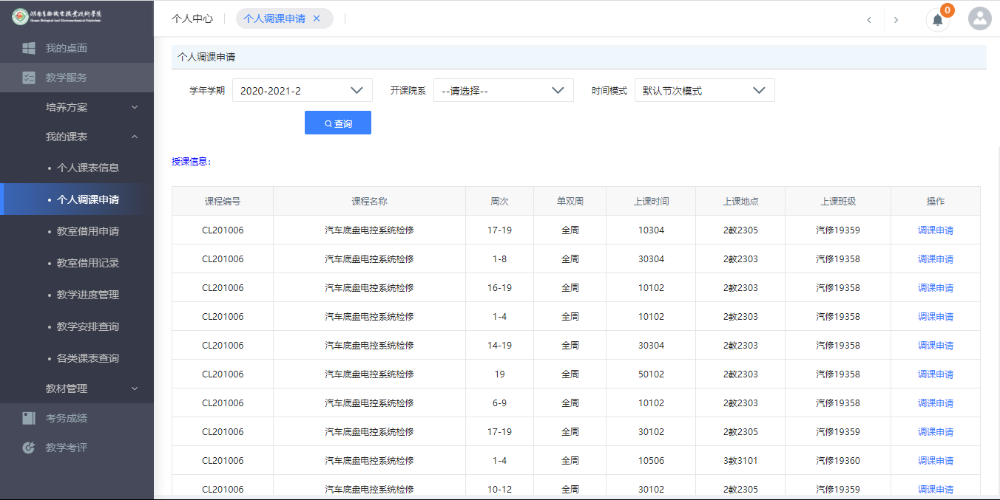 湖南生物机电职业技术学院
Hunan Biological And Electromechanical Polytechnic
个人中心
个人调课申请 ×
0
我的桌面
教学服务
培养方案
我的课表
• 个人课表信息
• 个人调课申请
• 教室借用申请
• 教室借用记录
• 教学进度管理
• 教学安排查询
• 各类课表查询
教材管理
考务成绩
教学考评
个人调课申请
学年学期 2020-2021-2 开课院系 --请选择-- 时间模式 默认节次模式
查询
授课信息:
课程编号 课程名称 周次 单双周 上课时间 上课地点 上课班级 操作
CL201006 汽车底盘电控系统检修 17-19 全周 10304 2教2305 汽修19359 调课申请
CL201006 汽车底盘电控系统检修 1-8 全周 30304 2教2303 汽修19358 调课申请
CL201006 汽车底盘电控系统检修 16-19 全周 10102 2教2303 汽修19358 调课申请
CL201006 汽车底盘电控系统检修 1-4 全周 10102 2教2303 汽修19358 调课申请
CL201006 汽车底盘电控系统检修 14-19 全周 30304 2教2303 汽修19358 调课申请
CL201006 汽车底盘电控系统检修 19 全周 50102 2教2303 汽修19358 调课申请
CL201006 汽车底盘电控系统检修 6-9 全周 10102 2教2303 汽修19358 调课申请
CL201006 汽车底盘电控系统检修 17-19 全周 30102 2教2305 汽修19359 调课申请
CL201006 汽车底盘电控系统检修 1-4 全周 10506 3教3101 汽修19360 调课申请
CL201006 汽车底盘电控系统检修 10-12 全周 30102 2教2305 汽修19359 调课申请